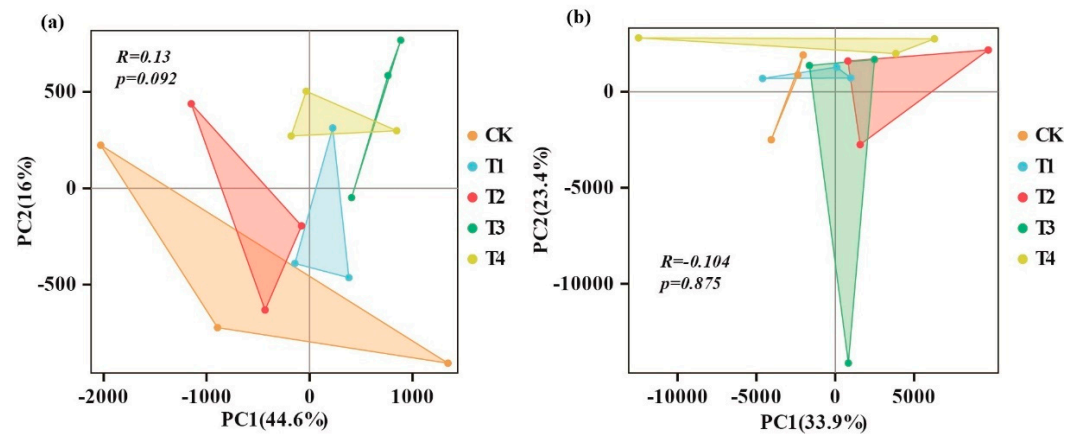 (a)
R=0.13
p=0.092
500
0
-500
PC2(16%)
-2000
-1000
0
1000
PC1(44.6%)
CK
T1
T2
T3
T4
(b)
0
-5000
-10000
PC2(23.4%)
R=-0.104
p=0.875
-10000
-5000
0
5000
PC1(33.9%)
CK
T1
T2
T3
T4